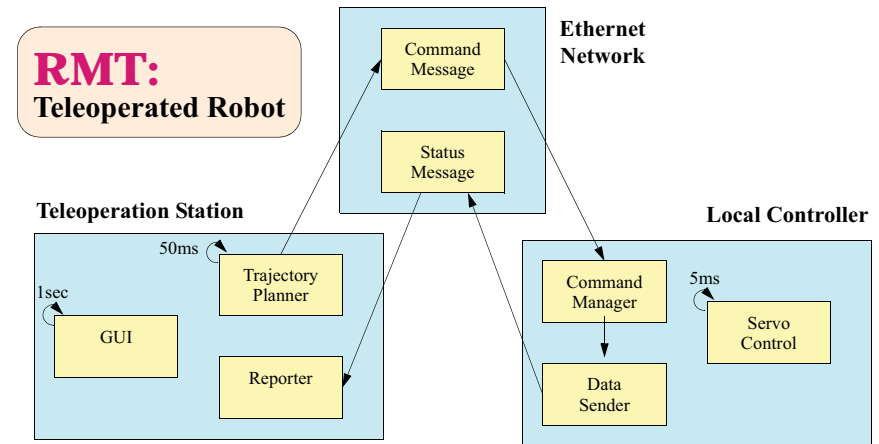 RMT:
Teleoperated Robot
Ethernet
Network
Command
Message
Status
Message
Teleoperation Station
50ms
Trajectory
Planner
1sec
GUI
Reporter
Local Controller
Command
Manager
5ms
Servo
Control
Data
Sender